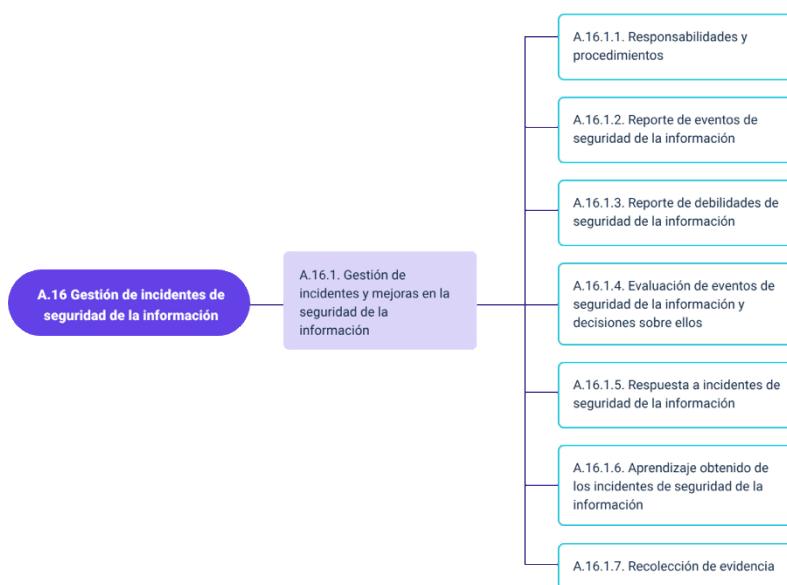 A.16 Gestión de incidentes de
seguridad de la información
A.16.1. Gestión de
incidentes y mejoras en la
seguridad de la
información
A.16.1.1. Responsabilidades y
procedimientos
A.16.1.2. Reporte de eventos de
seguridad de la información
A.16.1.3. Reporte de debilidades de
seguridad de la información
A.16.1.4. Evaluación de eventos de
seguridad de la información y
decisiones sobre ellos
A.16.1.5. Respuesta a incidentes de
seguridad de la información
A.16.1.6. Aprendizaje obtenido de
los incidentes de seguridad de la
información
A.16.1.7. Recolección de evidencia